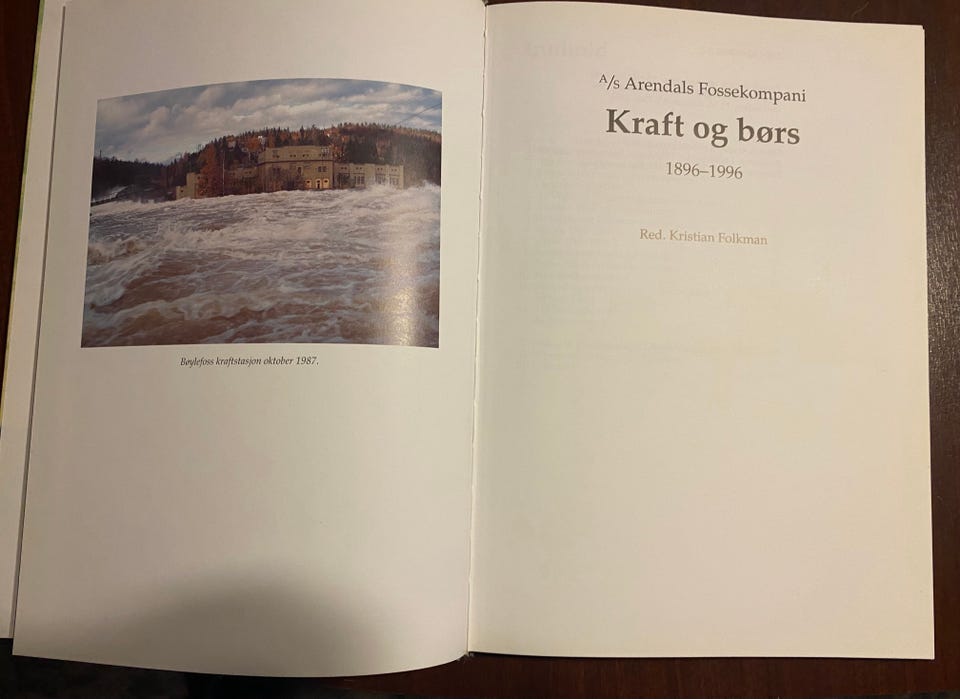 Bøylefoss kraftstasjon oktober 1987.
A/s Arendals Fossekompani
Kraft og børs
1896–1996
Red. Kristian Folkman